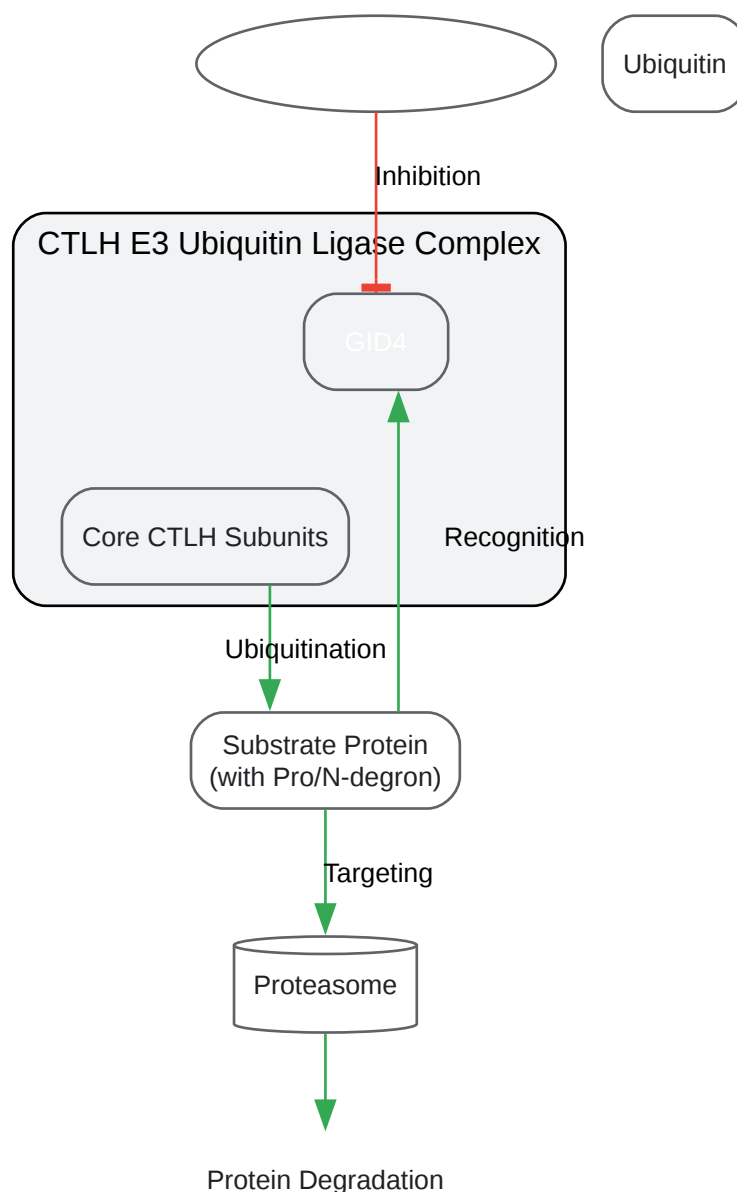 Ubiquitin
Inhibition
CTLH E3 Ubiquitin Ligase Complex
GID4
Core CTLH Subunits
Recognition
Ubiquitination
Substrate Protein
(with Pro/N-degron)
Targeting
Proteasome
Protein Degradation